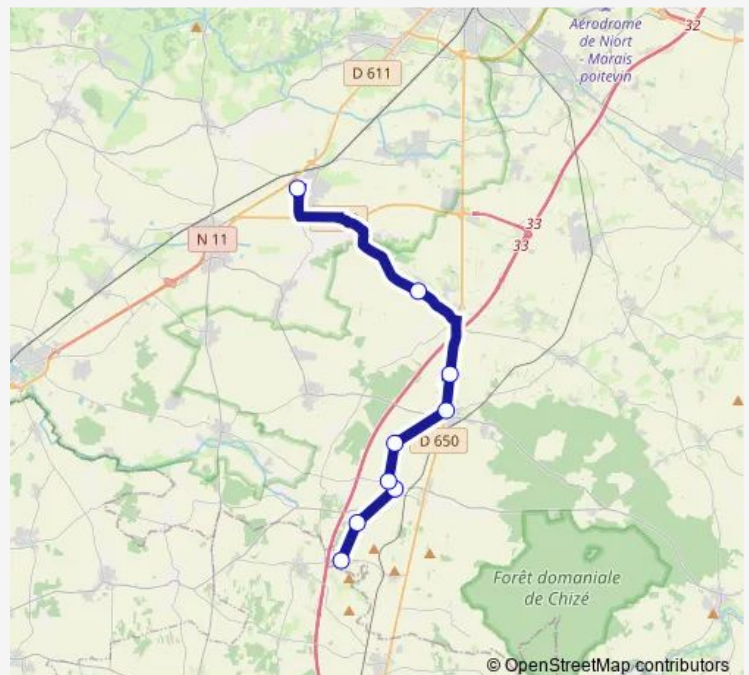 Aérodrome
de Niort
- Marais
poitevin
32
D 611
33
33
N 11
D 650
Forêt domaniale
de Chizé
© OpenStreetMap contributors